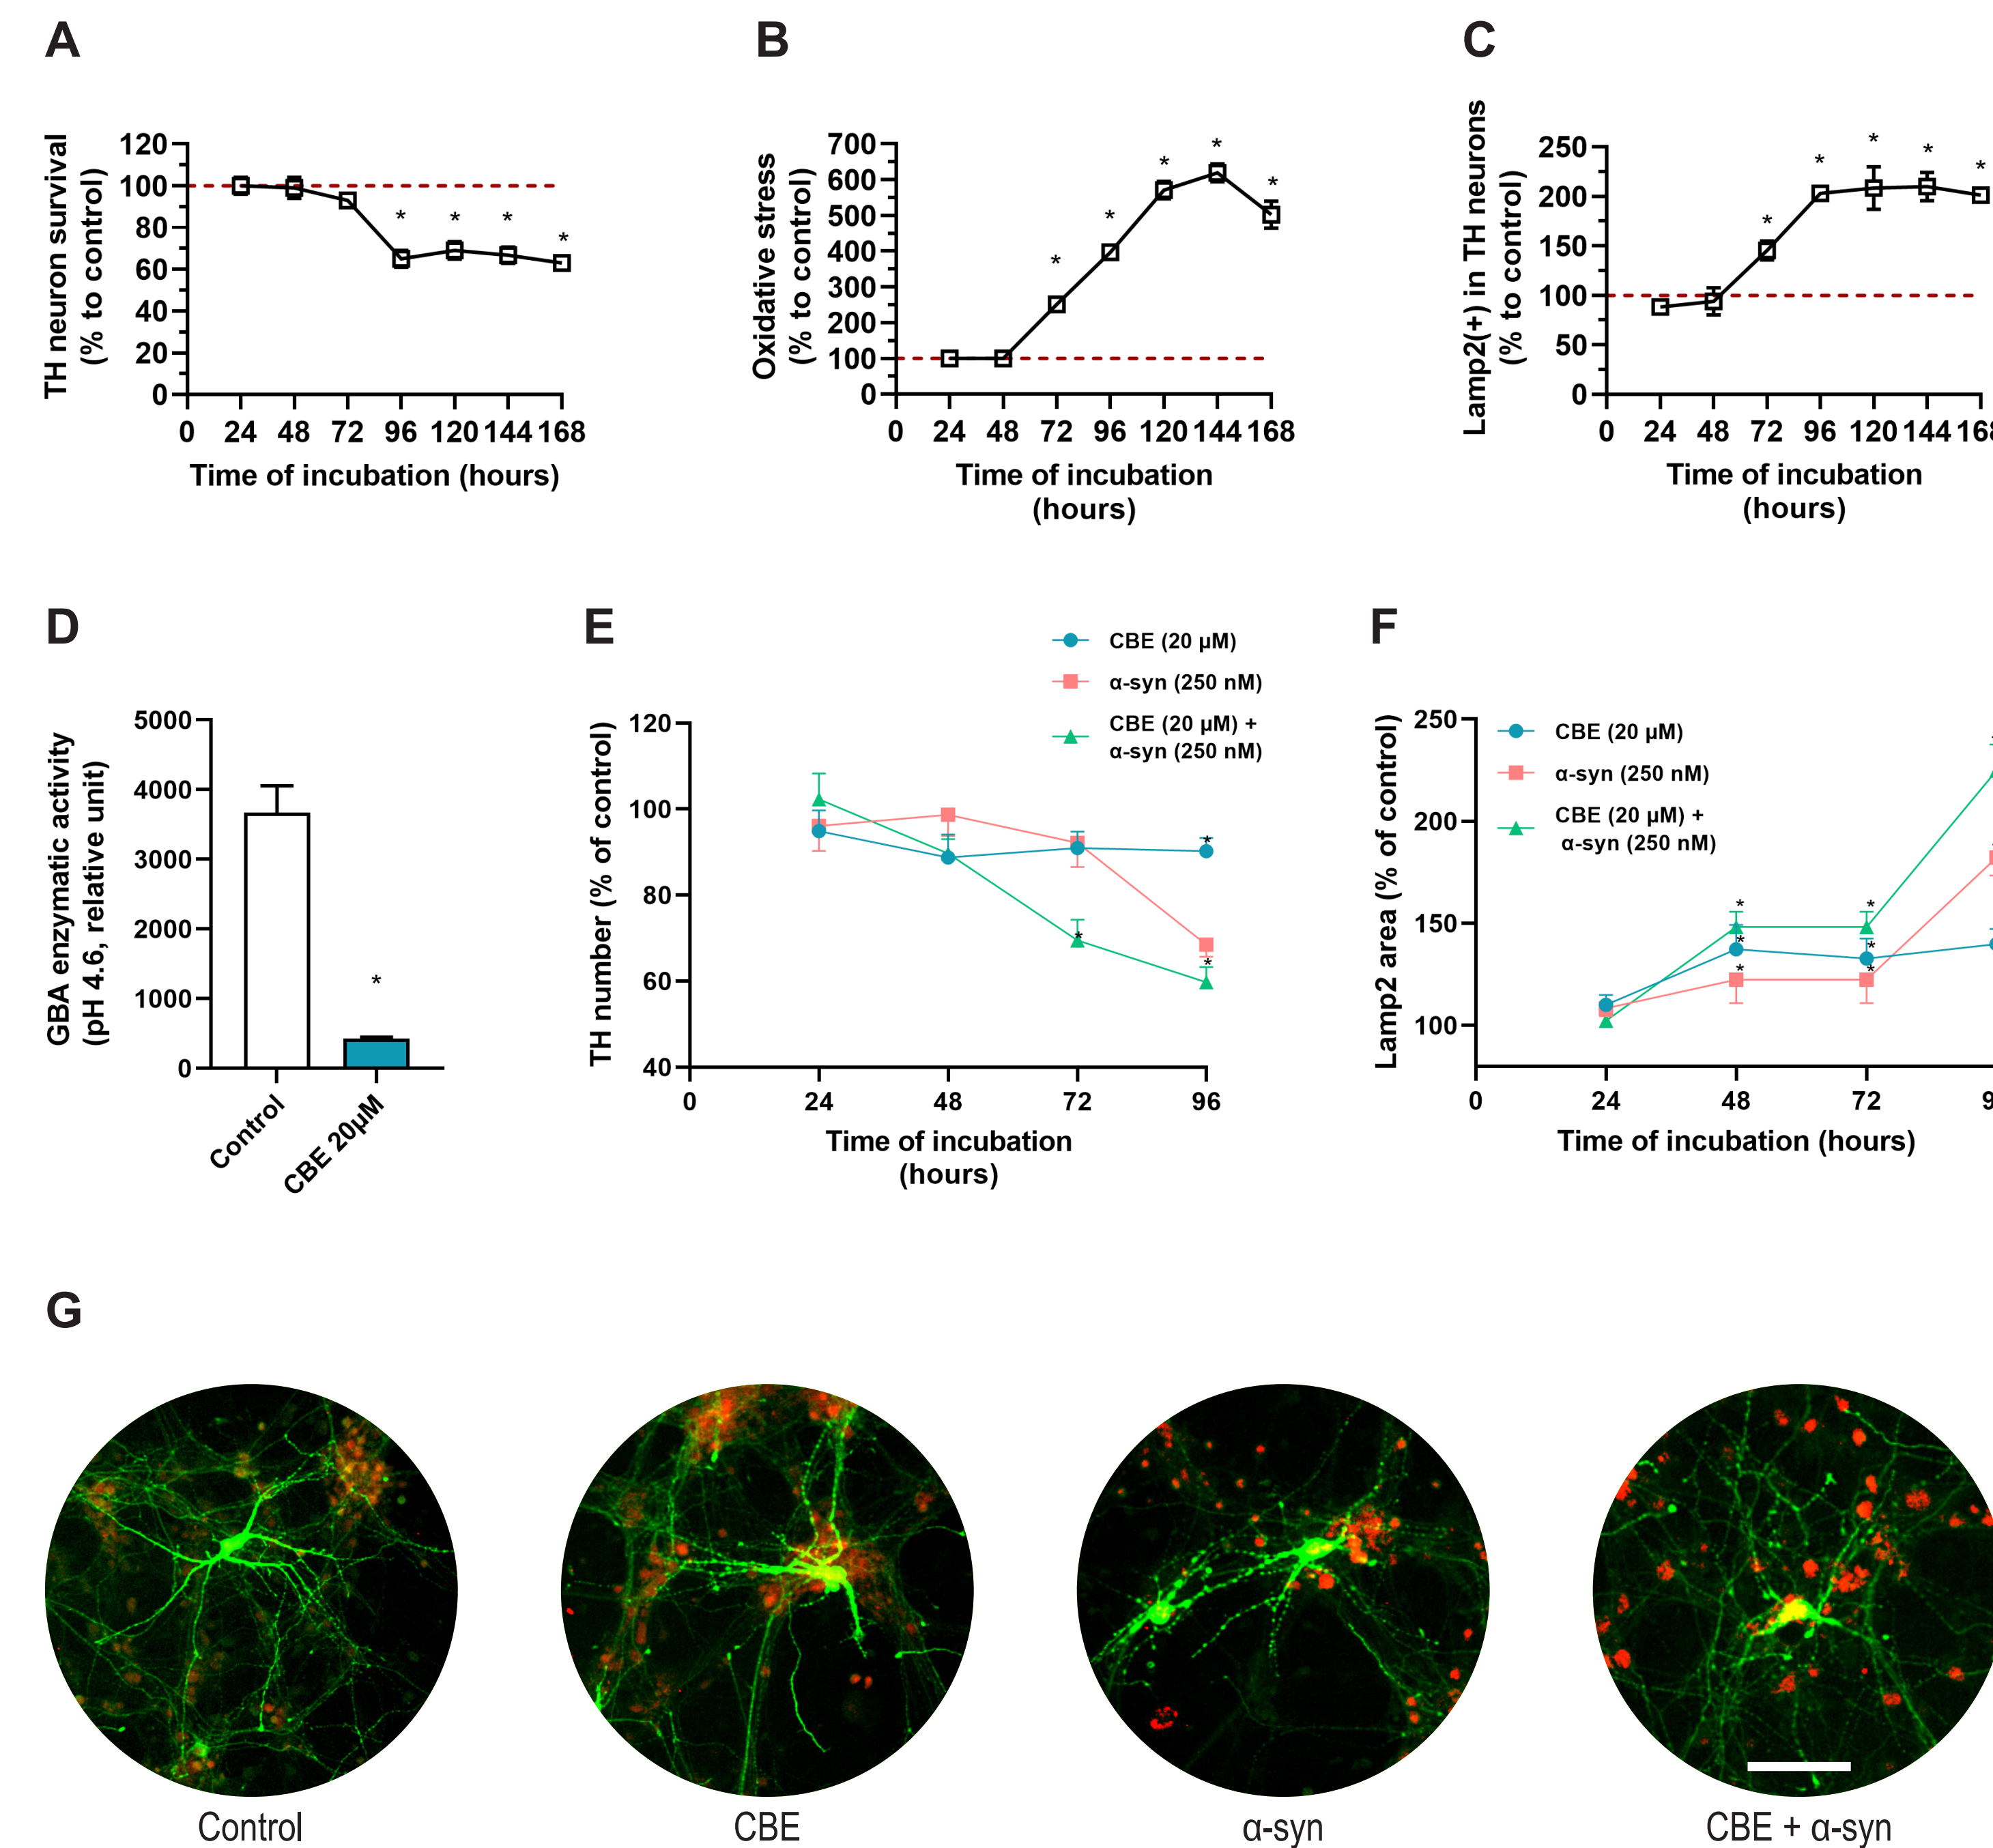 A
TH neuron survival
(% to control)
120
100
80
60
40
20
0
* * * *
0 24 48 72 96 120 144 168
Time of incubation (hours)
B
Oxidative stress
(% to control)
700
600
500
400
300
200
100
0
* * * * *
0 24 48 72 96 120 144 168
Time of incubation
(hours)
C
Lamp2(+) in TH neurons
(% to control)
250
200
150
100
50
0
* * * * *
0 24 48 72 96 120 144 168
Time of incubation
(hours)
D
GBA enzymatic activity
(pH 4.6, relative unit)
5000
4000
3000
2000
1000
0
*
Control
CBE 20µM
E
CBE (20 µM)
α-syn (250 nM)
CBE (20 µM) +
α-syn (250 nM)
TH number (% of control)
120
100
80
60
40
* * *
0 24 48 72 96
Time of incubation
(hours)
F
CBE (20 µM)
α-syn (250 nM)
CBE (20 µM) +
α-syn (250 nM)
Lamp2 area (% of control)
250
200
150
100
* *
* *
* *
0 24 48 72
Time of incubation (hours)
G
Control
CBE
α-syn
CBE + α-syn